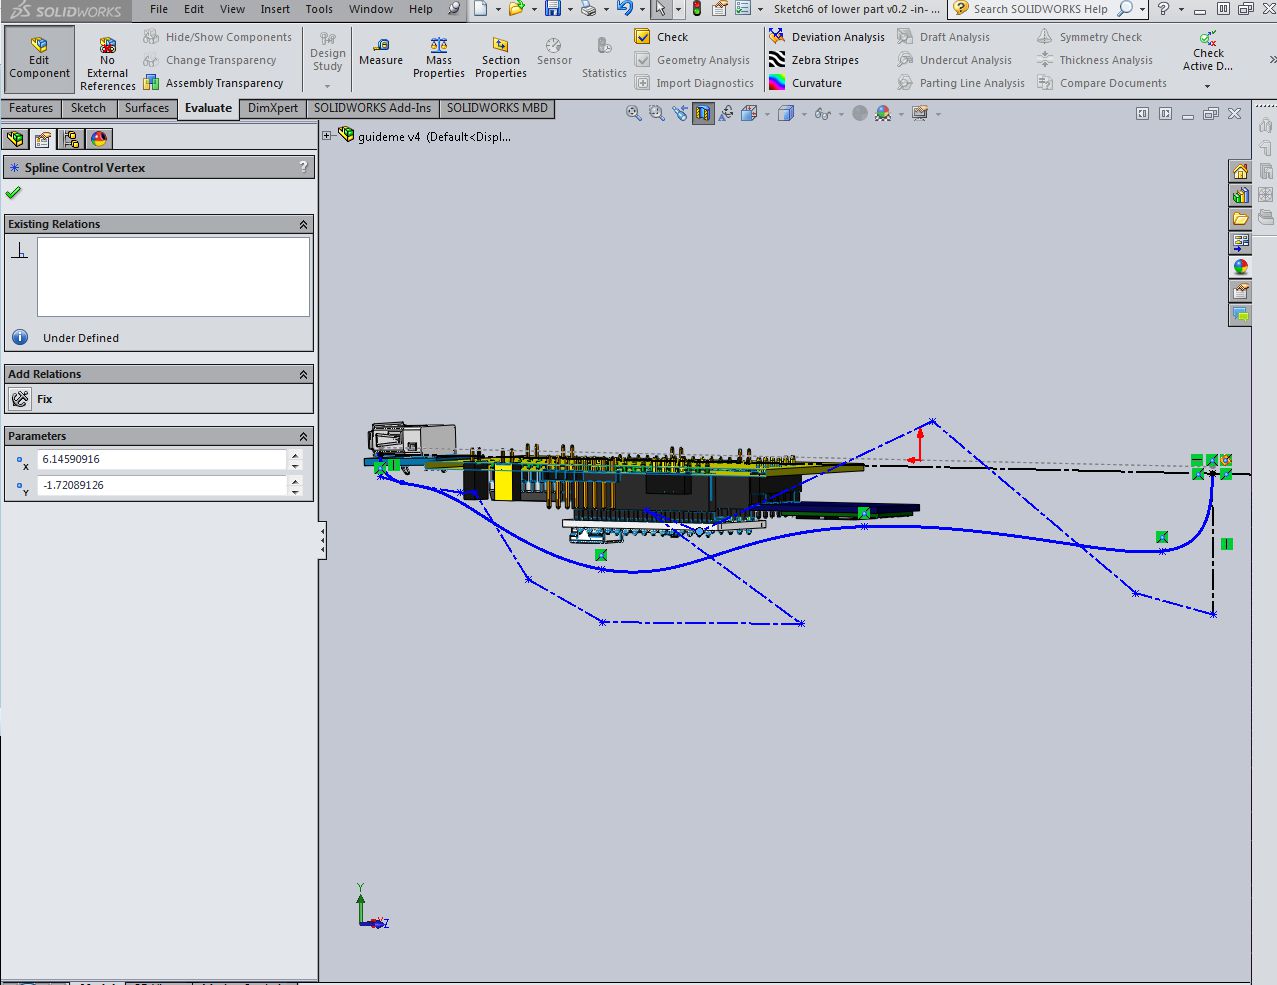 SOLIDWORKS File Edit View Insert Tools Window Help Sketch6 of lower part v0.2 -in- ... Search SOLIDWORKS Help ?
Edit Component
No External References
Hide/Show Components
Change Transparency
Assembly Transparency
Design Study
Measure
Mass Properties
Section Properties
Sensor
Statistics
Check
Geometry Analysis
Import Diagnostics
Deviation Analysis
Zebra Stripes
Curvature
Draft Analysis
Undercut Analysis
Parting Line Analysis
Symmetry Check
Thickness Analysis
Compare Documents
Check Active D...
Features Sketch Surfaces Evaluate DimXpert SOLIDWORKS Add-Ins SOLIDWORKS MBD
guideme v4 (Default<Displ...
Spline Control Vertex ?
Existing Relations
Under Defined
Add Relations
Fix
Parameters
X 6.14590916
Y -1.72089126
Y
Z